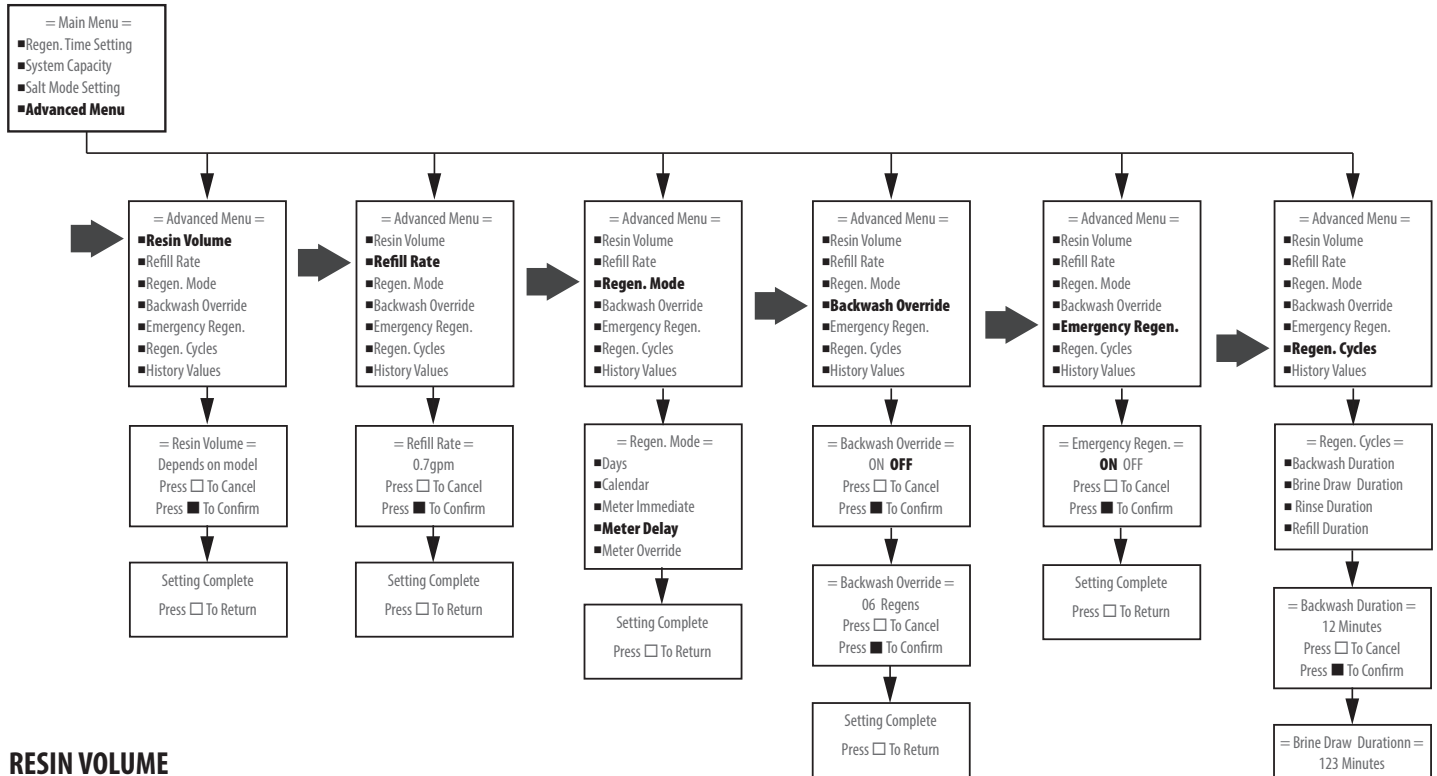 = Main Menu =
■Regen. Time Setting
■System Capacity
■Salt Mode Setting
■Advanced Menu
= Advanced Menu =
■Resin Volume
■Refill Rate
■Regen. Mode
■Backwash Override
■Emergency Regen.
■Regen. Cycles
■History Values
= Resin Volume =
Depends on model
Press □ To Cancel
Press ■ To Confirm
Setting Complete
Press □ To Return
= Advanced Menu =
■Resin Volume
■Refill Rate
■Regen. Mode
■Backwash Override
■Emergency Regen.
■Regen. Cycles
■History Values
= Refill Rate =
0.7gpm
Press □ To Cancel
Press ■ To Confirm
Setting Complete
Press □ To Return
= Advanced Menu =
■Resin Volume
■Refill Rate
■Regen. Mode
■Backwash Override
■Emergency Regen.
■Regen. Cycles
■History Values
= Regen. Mode =
■Days
■Calendar
■Meter Immediate
■Meter Delay
■Meter Override
Setting Complete
Press □ To Return
= Advanced Menu =
■Resin Volume
■Refill Rate
■Regen. Mode
■Backwash Override
■Emergency Regen.
■Regen. Cycles
■History Values
= Backwash Override =
ON OFF
Press □ To Cancel
Press ■ To Confirm
= Backwash Override =
06 Regens
Press □ To Cancel
Press ■ To Confirm
Setting Complete
Press □ To Return
= Advanced Menu =
■Resin Volume
■Refill Rate
■Regen. Mode
■Backwash Override
■Emergency Regen.
■Regen. Cycles
■History Values
= Emergency Regen. =
ON OFF
Press □ To Cancel
Press ■ To Confirm
Setting Complete
Press □ To Return
= Advanced Menu =
■Resin Volume
■Refill Rate
■Regen. Mode
■Backwash Override
■Emergency Regen.
■Regen. Cycles
■History Values
= Regen. Cycles =
■Backwash Duration
■Brine Draw Duration
■ Rinse Duration
■Refill Duration
= Backwash Duration =
12 Minutes
Press □ To Cancel
Press ■ To Confirm
= Brine Draw Durationn =
123 Minutes
RESIN VOLUME